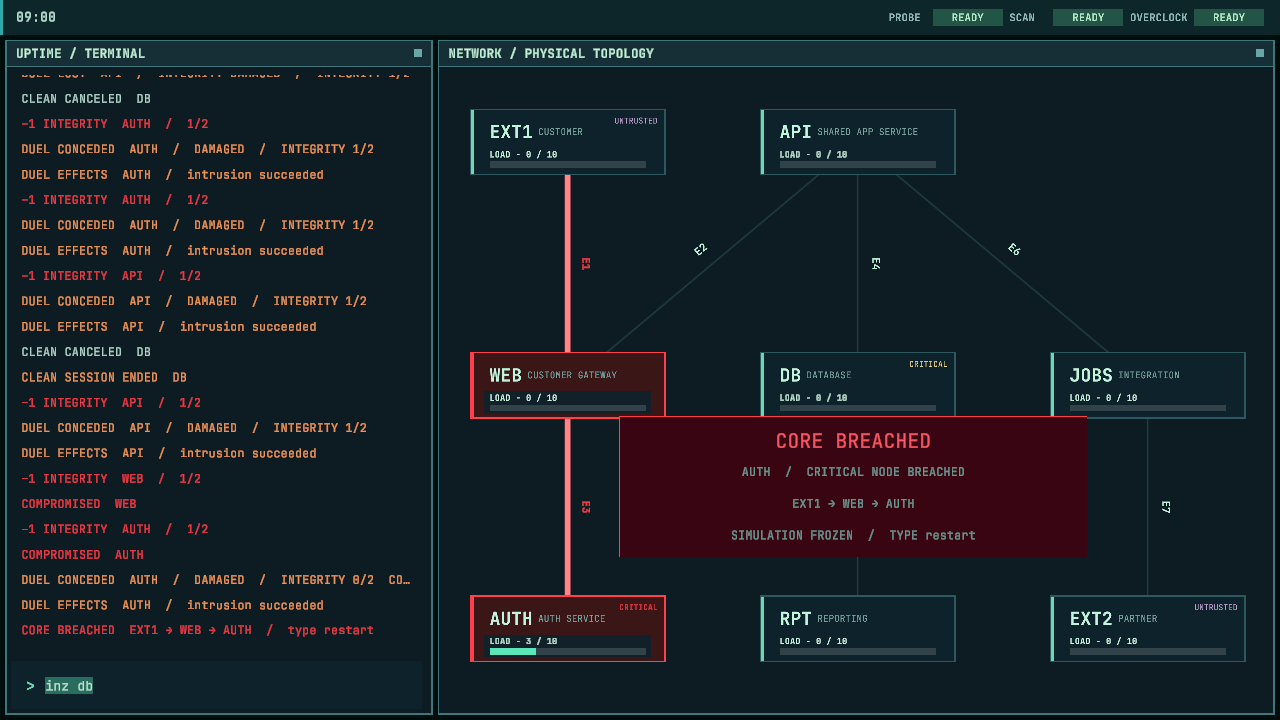 09:00
PROBE READY SCAN READY OVERCLOCK READY
UPTIME / TERMINAL
DUEL LOST API / INTEGRITY DAMAGED / INTEGRITY 1/2
CLEAN CANCELED DB
-1 INTEGRITY AUTH / 1/2
DUEL CONCEDED AUTH / DAMAGED / INTEGRITY 1/2
DUEL EFFECTS AUTH / intrusion succeeded
-1 INTEGRITY AUTH / 1/2
DUEL CONCEDED AUTH / DAMAGED / INTEGRITY 1/2
DUEL EFFECTS AUTH / intrusion succeeded
-1 INTEGRITY API / 1/2
DUEL CONCEDED API / DAMAGED / INTEGRITY 1/2
DUEL EFFECTS API / intrusion succeeded
CLEAN CANCELED DB
CLEAN SESSION ENDED DB
-1 INTEGRITY API / 1/2
DUEL CONCEDED API / DAMAGED / INTEGRITY 1/2
DUEL EFFECTS API / intrusion succeeded
-1 INTEGRITY WEB / 1/2
COMPROMISED WEB
-1 INTEGRITY AUTH / 1/2
COMPROMISED AUTH
DUEL CONCEDED AUTH / DAMAGED / INTEGRITY 0/2 CO…
DUEL EFFECTS AUTH / intrusion succeeded
CORE BREACHED EXT1 → WEB → AUTH / type restart
> inz db
NETWORK / PHYSICAL TOPOLOGY
UNTRUSTED
EXT1 CUSTOMER
LOAD - 0 / 10
API SHARED APP SERVICE
LOAD - 0 / 10
E1
E2
E4
E6
WEB CUSTOMER GATEWAY
LOAD - 0 / 10
CRITICAL
DB DATABASE
LOAD - 0 / 10
JOBS INTEGRATION
LOAD - 0 / 10
CORE BREACHED
AUTH / CRITICAL NODE BREACHED
EXT1 → WEB → AUTH
SIMULATION FROZEN / TYPE restart
E3
E7
CRITICAL
AUTH AUTH SERVICE
LOAD - 3 / 10
RPT REPORTING
LOAD - 0 / 10
UNTRUSTED
EXT2 PARTNER
LOAD - 0 / 10